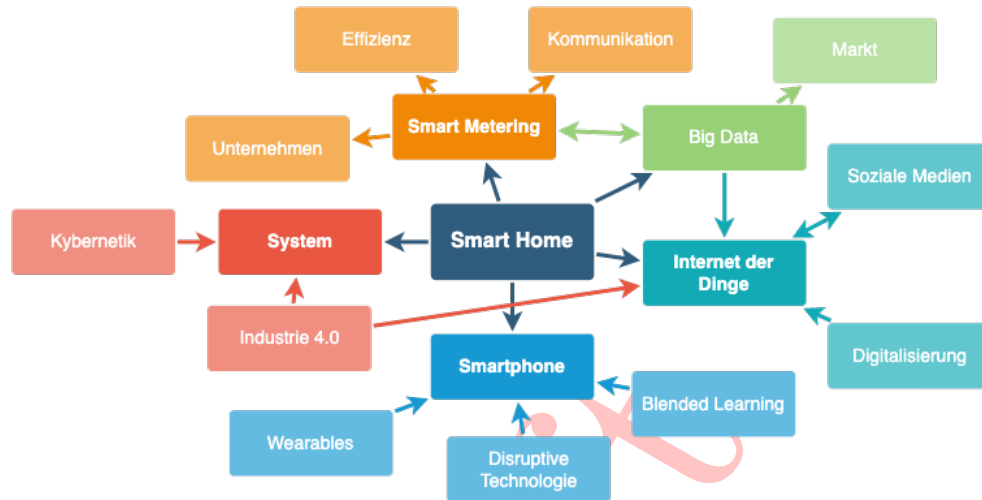 Effizienz
Kommunikation
Markt
Smart Metering
Big Data
Unternehmen
Soziale Medien
Kybernetik
System
Smart Home
Internet der
Dinge
Industrie 4.0
Digitalisierung
Smartphone
Blended Learning
Wearables
Disruptive
Technologie